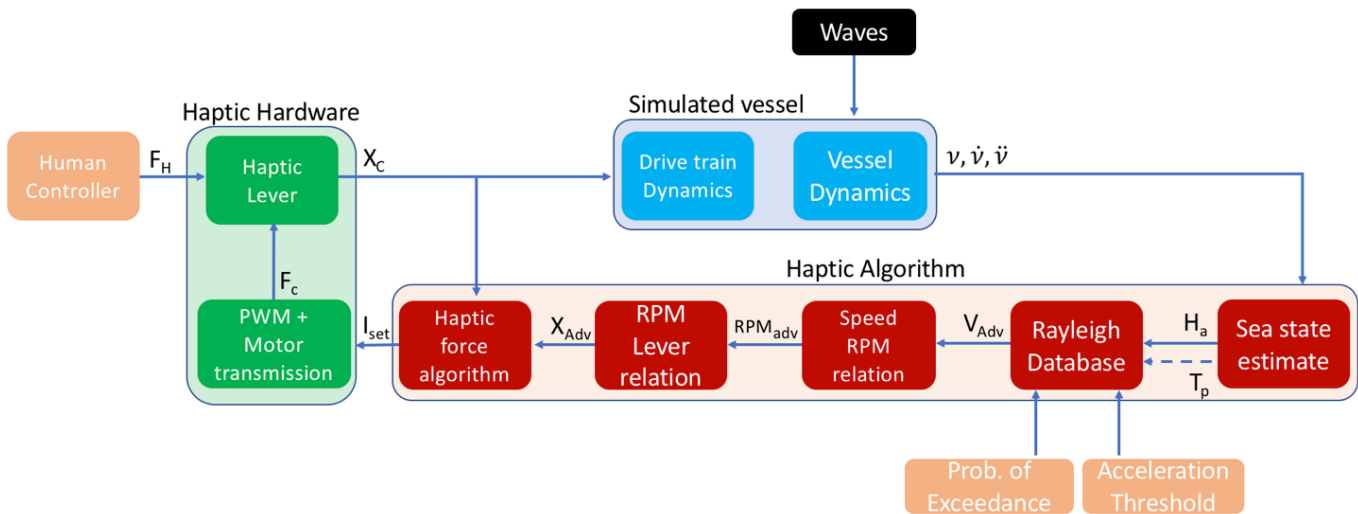 Waves
Haptic Hardware
Simulated vessel
Human
Controller
F_H
Haptic
Lever
X_C
Drive train
Dynamics
Vessel
Dynamics
ν, ν̇, ν̈
F_c
Haptic Algorithm
PWM +
Motor
transmission
I_set
Haptic
force
algorithm
X_Adv
RPM
Lever
relation
RPM_adv
Speed
RPM
relation
V_Adv
Rayleigh
Database
H_a
T_p
Sea state
estimate
Prob. of
Exceedance
Acceleration
Threshold